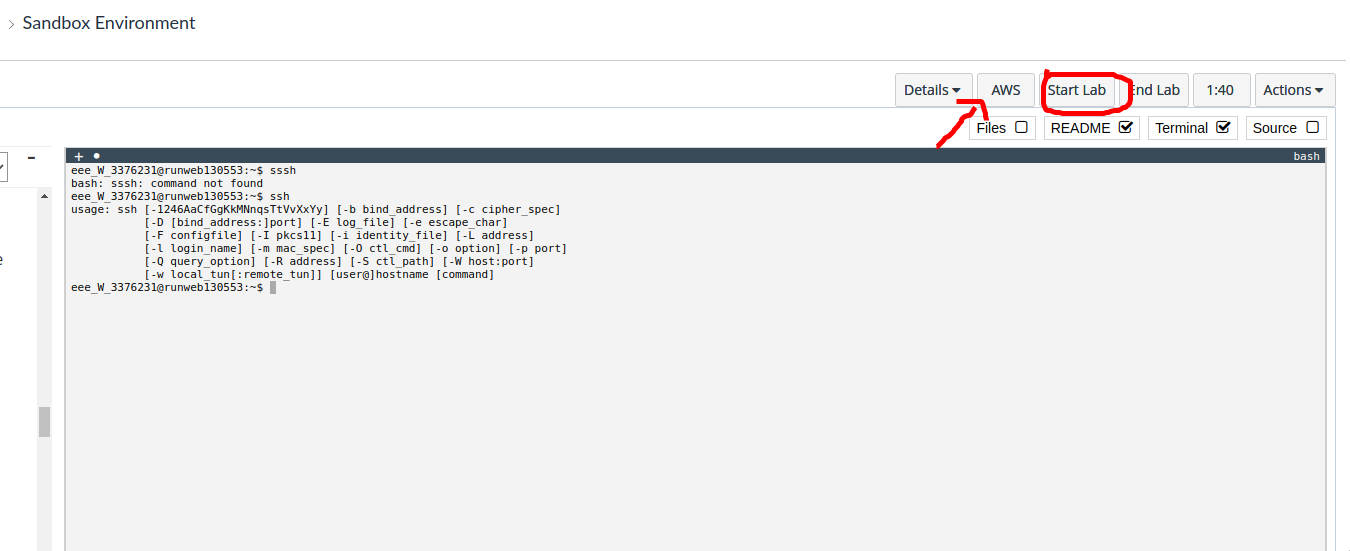 Sandbox Environment
Details AWS Start Lab End Lab 1:40 Actions
Files README Terminal Source
bash
eee_W_3376231@runweb130553:~$ sssh
bash: sssh: command not found
eee_W_3376231@runweb130553:~$ ssh
usage: ssh [-1246AaCfGgKkMNnqsTtVvXxYy] [-b bind_address] [-c cipher_spec]
[-D [bind_address:]port] [-E log_file] [-e escape_char]
[-F configfile] [-I pkcs11] [-i identity_file] [-L address]
[-l login_name] [-m mac_spec] [-O ctl_cmd] [-o option] [-p port]
[-Q query_option] [-R address] [-S ctl_path] [-W host:port]
[-w local_tun[:remote_tun]] [user@]hostname [command]
eee_W_3376231@runweb130553:~$